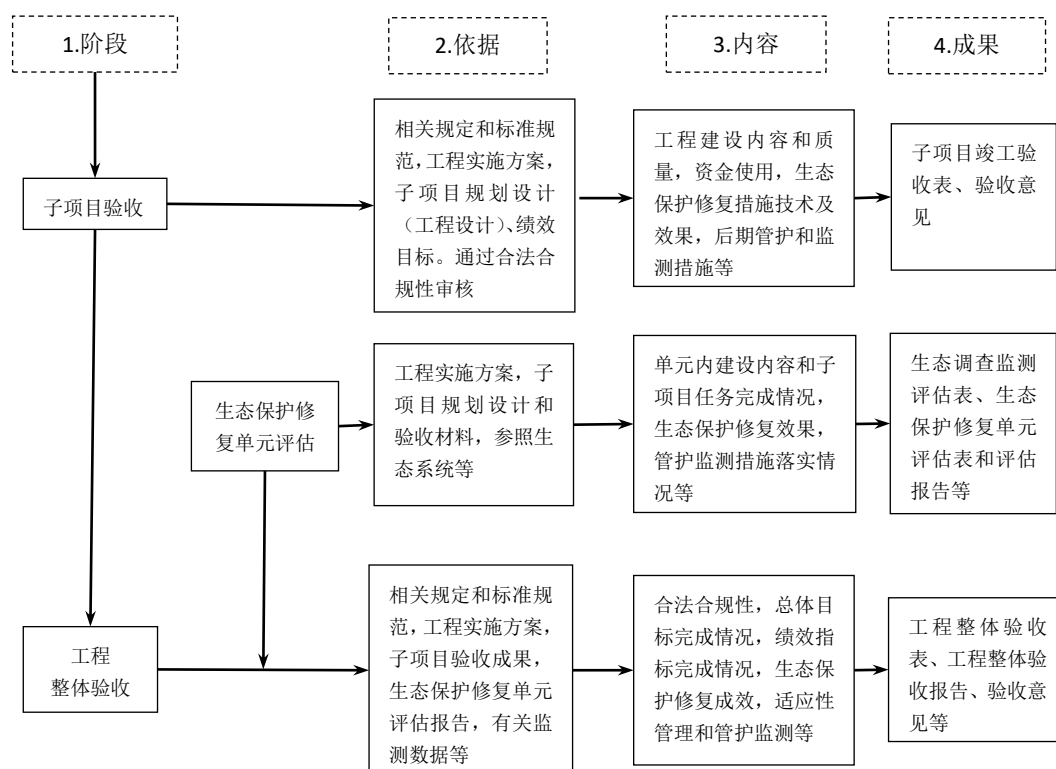 1.阶段
2.依据
3.内容
4.成果
子项目验收
相关规定和标准规
范，工程实施方案，
子项目规划设计
（工程设计）、绩效
目标。通过合法合
规性审核
工程建设内容和质
量，资金使用，生态
保护修复措施技术及
效果，后期管护和监
测措施等
子项目竣工验
收表、验收意
见
生态保护修
复单元评估
工程实施方案，子
项目规划设计和
验收材料，参照生
态系统等
单元内建设内容和子
项目任务完成情况，
生态保护修复效果，
管护监测措施落实情
况等
生态调查监测
评估表、生态
保护修复单元
评估表和评估
报告等
工程
整体验收
相关规定和标准规
范，工程实施方案，
子项目验收成果，
生态保护修复单元
评估报告，有关监
测数据等
合法合规性，总体目
标完成情况，绩效指
标完成情况，生态保
护修复成效，适应性
管理和管护监测等
工程整体验收
表、工程整体验
收报告、验收意
见等